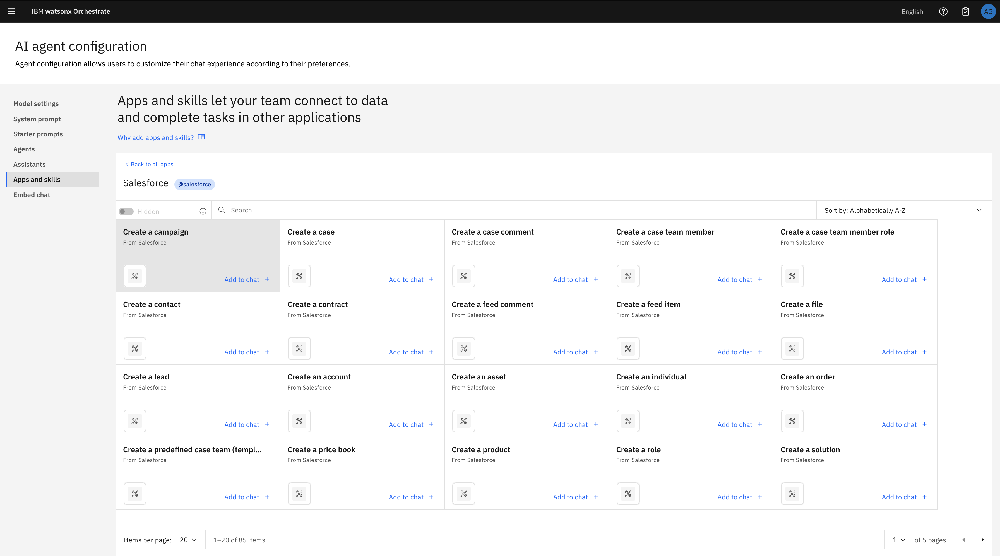 IBM watsonx Orchestrate
English
AG
AI agent configuration
Agent configuration allows users to customize their chat experience according to their preferences.
Model settings
System prompt
Starter prompts
Agents
Assistants
Apps and skills
Embed chat
Apps and skills let your team connect to data
and complete tasks in other applications
Why add apps and skills?
Back to all apps
Salesforce @salesforce
Hidden
Search
Sort by: Alphabetically A-Z
Create a campaign
From Salesforce
Add to chat +
Create a case
From Salesforce
Add to chat +
Create a case comment
From Salesforce
Add to chat +
Create a case team member
From Salesforce
Add to chat +
Create a case team member role
From Salesforce
Add to chat +
Create a contact
From Salesforce
Add to chat +
Create a contract
From Salesforce
Add to chat +
Create a feed comment
From Salesforce
Add to chat +
Create a feed item
From Salesforce
Add to chat +
Create a file
From Salesforce
Add to chat +
Create a lead
From Salesforce
Add to chat +
Create an account
From Salesforce
Add to chat +
Create an asset
From Salesforce
Add to chat +
Create an individual
From Salesforce
Add to chat +
Create an order
From Salesforce
Add to chat +
Create a predefined case team (templ...
From Salesforce
Add to chat +
Create a price book
From Salesforce
Add to chat +
Create a product
From Salesforce
Add to chat +
Create a role
From Salesforce
Add to chat +
Create a solution
From Salesforce
Add to chat +
Items per page: 20
1–20 of 85 items
1 of 5 pages